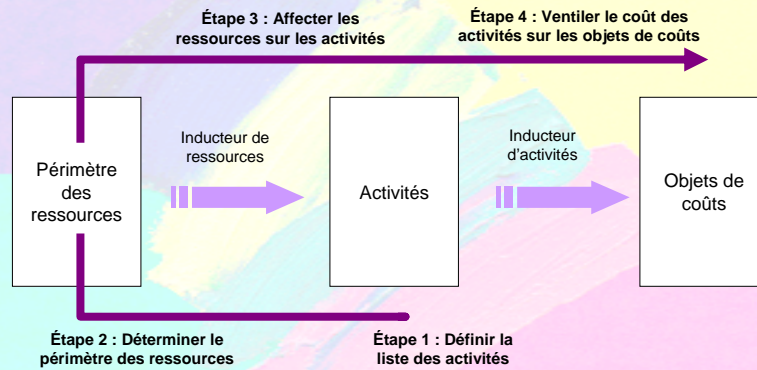 Étape 3 : Affecter les
ressources sur les activités
Étape 4 : Ventiler le coût des
activités sur les objets de coûts
Périmètre
des
ressources
Inducteur de
ressources
Activités
Inducteur
d'activités
Objets de
coûts
Étape 2 : Déterminer le
périmètre des ressources
Étape 1 : Définir la
liste des activités